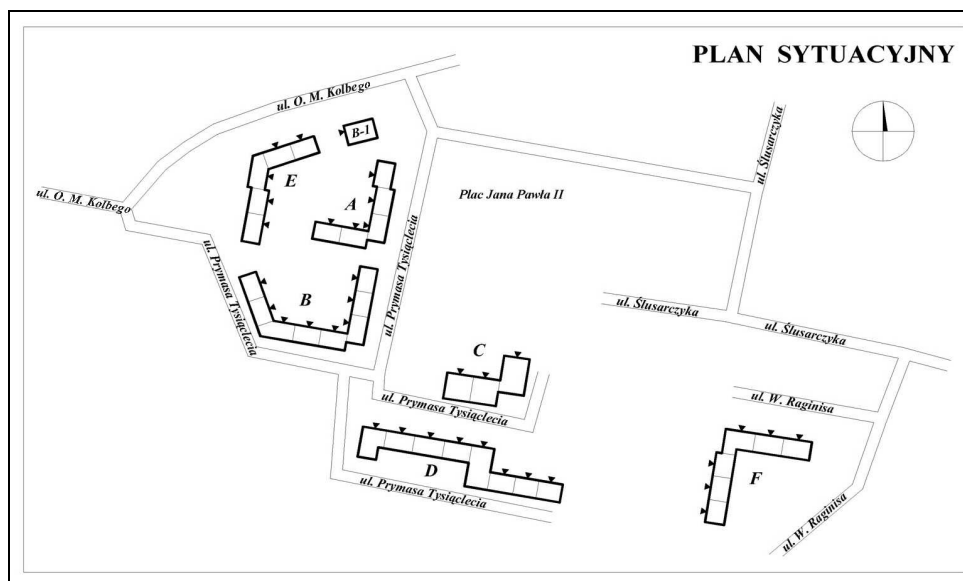 PLAN SYTUACYJNY
ul. O. M. Kolbego
B-1
ul. Ślusarczyka
E
ul. O. M. Kolbego
A
Plac Jana Pawła II
ul. Prymasa Tysiąclecia
ul. Prymasa Tysiąclecia
B
ul. Ślusarczyka
ul. Ślusarczyka
C
ul. W. Raginisa
ul. Prymasa Tysiąclecia
D
F
ul. Prymasa Tysiąclecia
ul. W. Raginisa